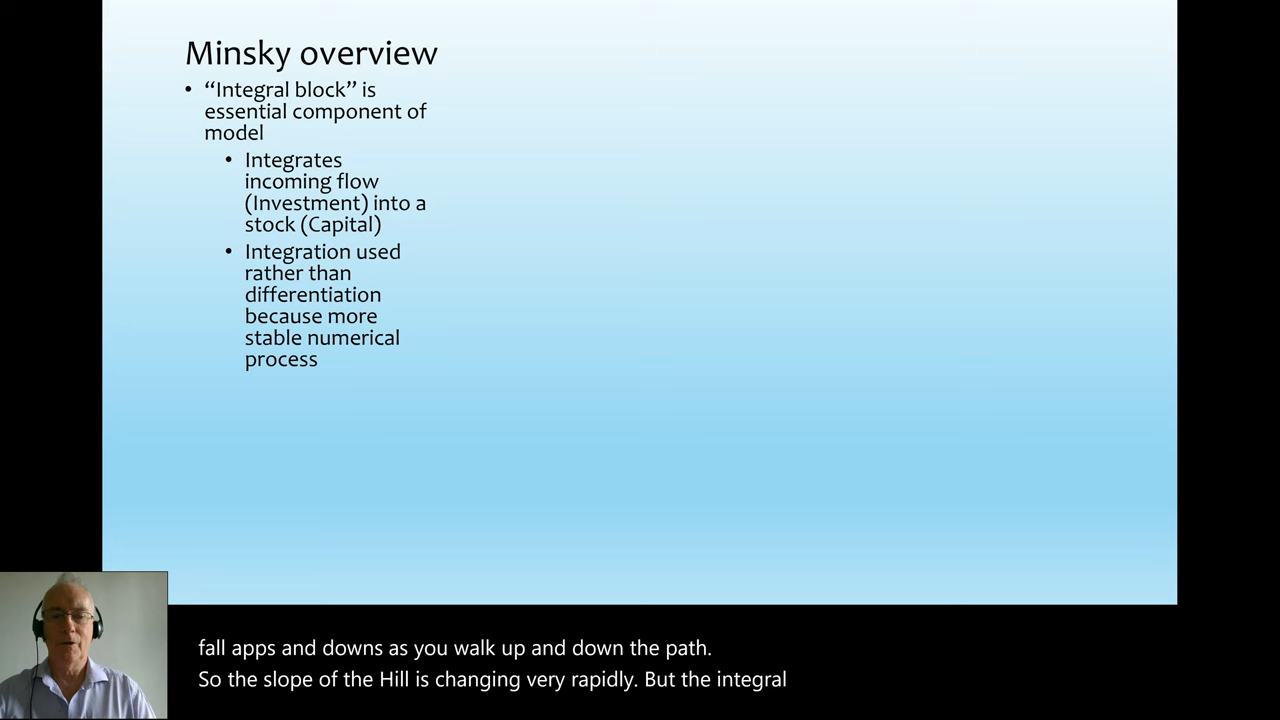 Minsky overview
• “Integral block” is
essential component of
model
• Integrates
incoming flow
(Investment) into a
stock (Capital)
• Integration used
rather than
differentiation
because more
stable numerical
process
fall apps and downs as you walk up and down the path.
So the slope of the Hill is changing very rapidly. But the integral